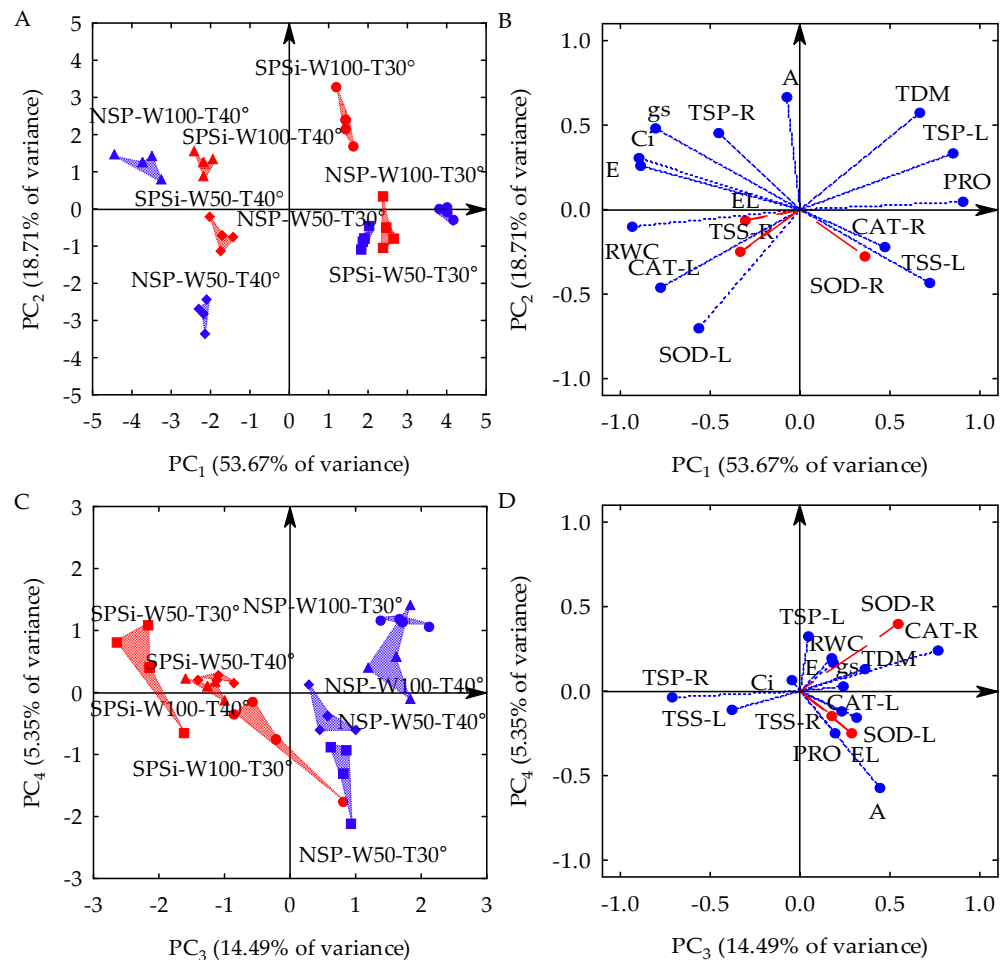 A
5
4
3
2
1
0
-1
-2
-3
-4
-5
PC2 (18.71% of variance)
SPSi-W100-T30°
NSP-W100-T40°
SPSi-W100-T40°
NSP-W100-T30°
SPSi-W50-T40°
NSP-W50-T30°
NSP-W50-T40°
SPSi-W50-T30°
-5 -4 -3 -2 -1 0 1 2 3 4 5
PC1 (53.67% of variance)
B
1.0
0.5
0.0
-0.5
-1.0
PC2 (18.71% of variance)
A
TDM
gs
TSP-R
TSP-L
Ci
E
PRO
EL
TSS-R
CAT-R
RWC
CAT-L
TSS-L
SOD-R
SOD-L
-1.0 -0.5 0.0 0.5 1.0
PC1 (53.67% of variance)
C
3
2
1
0
-1
-2
-3
PC4 (5.35% of variance)
SPSi-W50-T30°
NSP-W100-T30°
SPSi-W50-T40°
NSP-W100-T40°
SPSi-W100-T40°
NSP-W50-T40°
SPSi-W100-T30°
NSP-W50-T30°
-3 -2 -1 0 1 2 3
PC3 (14.49% of variance)
D
1.0
0.5
0.0
-0.5
-1.0
PC4 (5.35% of variance)
SOD-R
TSP-L
CAT-R
RWC
E
gs
TDM
TSP-R
Ci
TSS-L
TSS-R
CAT-L
SOD-L
PRO
EL
A
-1.0 -0.5 0.0 0.5 1.0
PC3 (14.49% of variance)